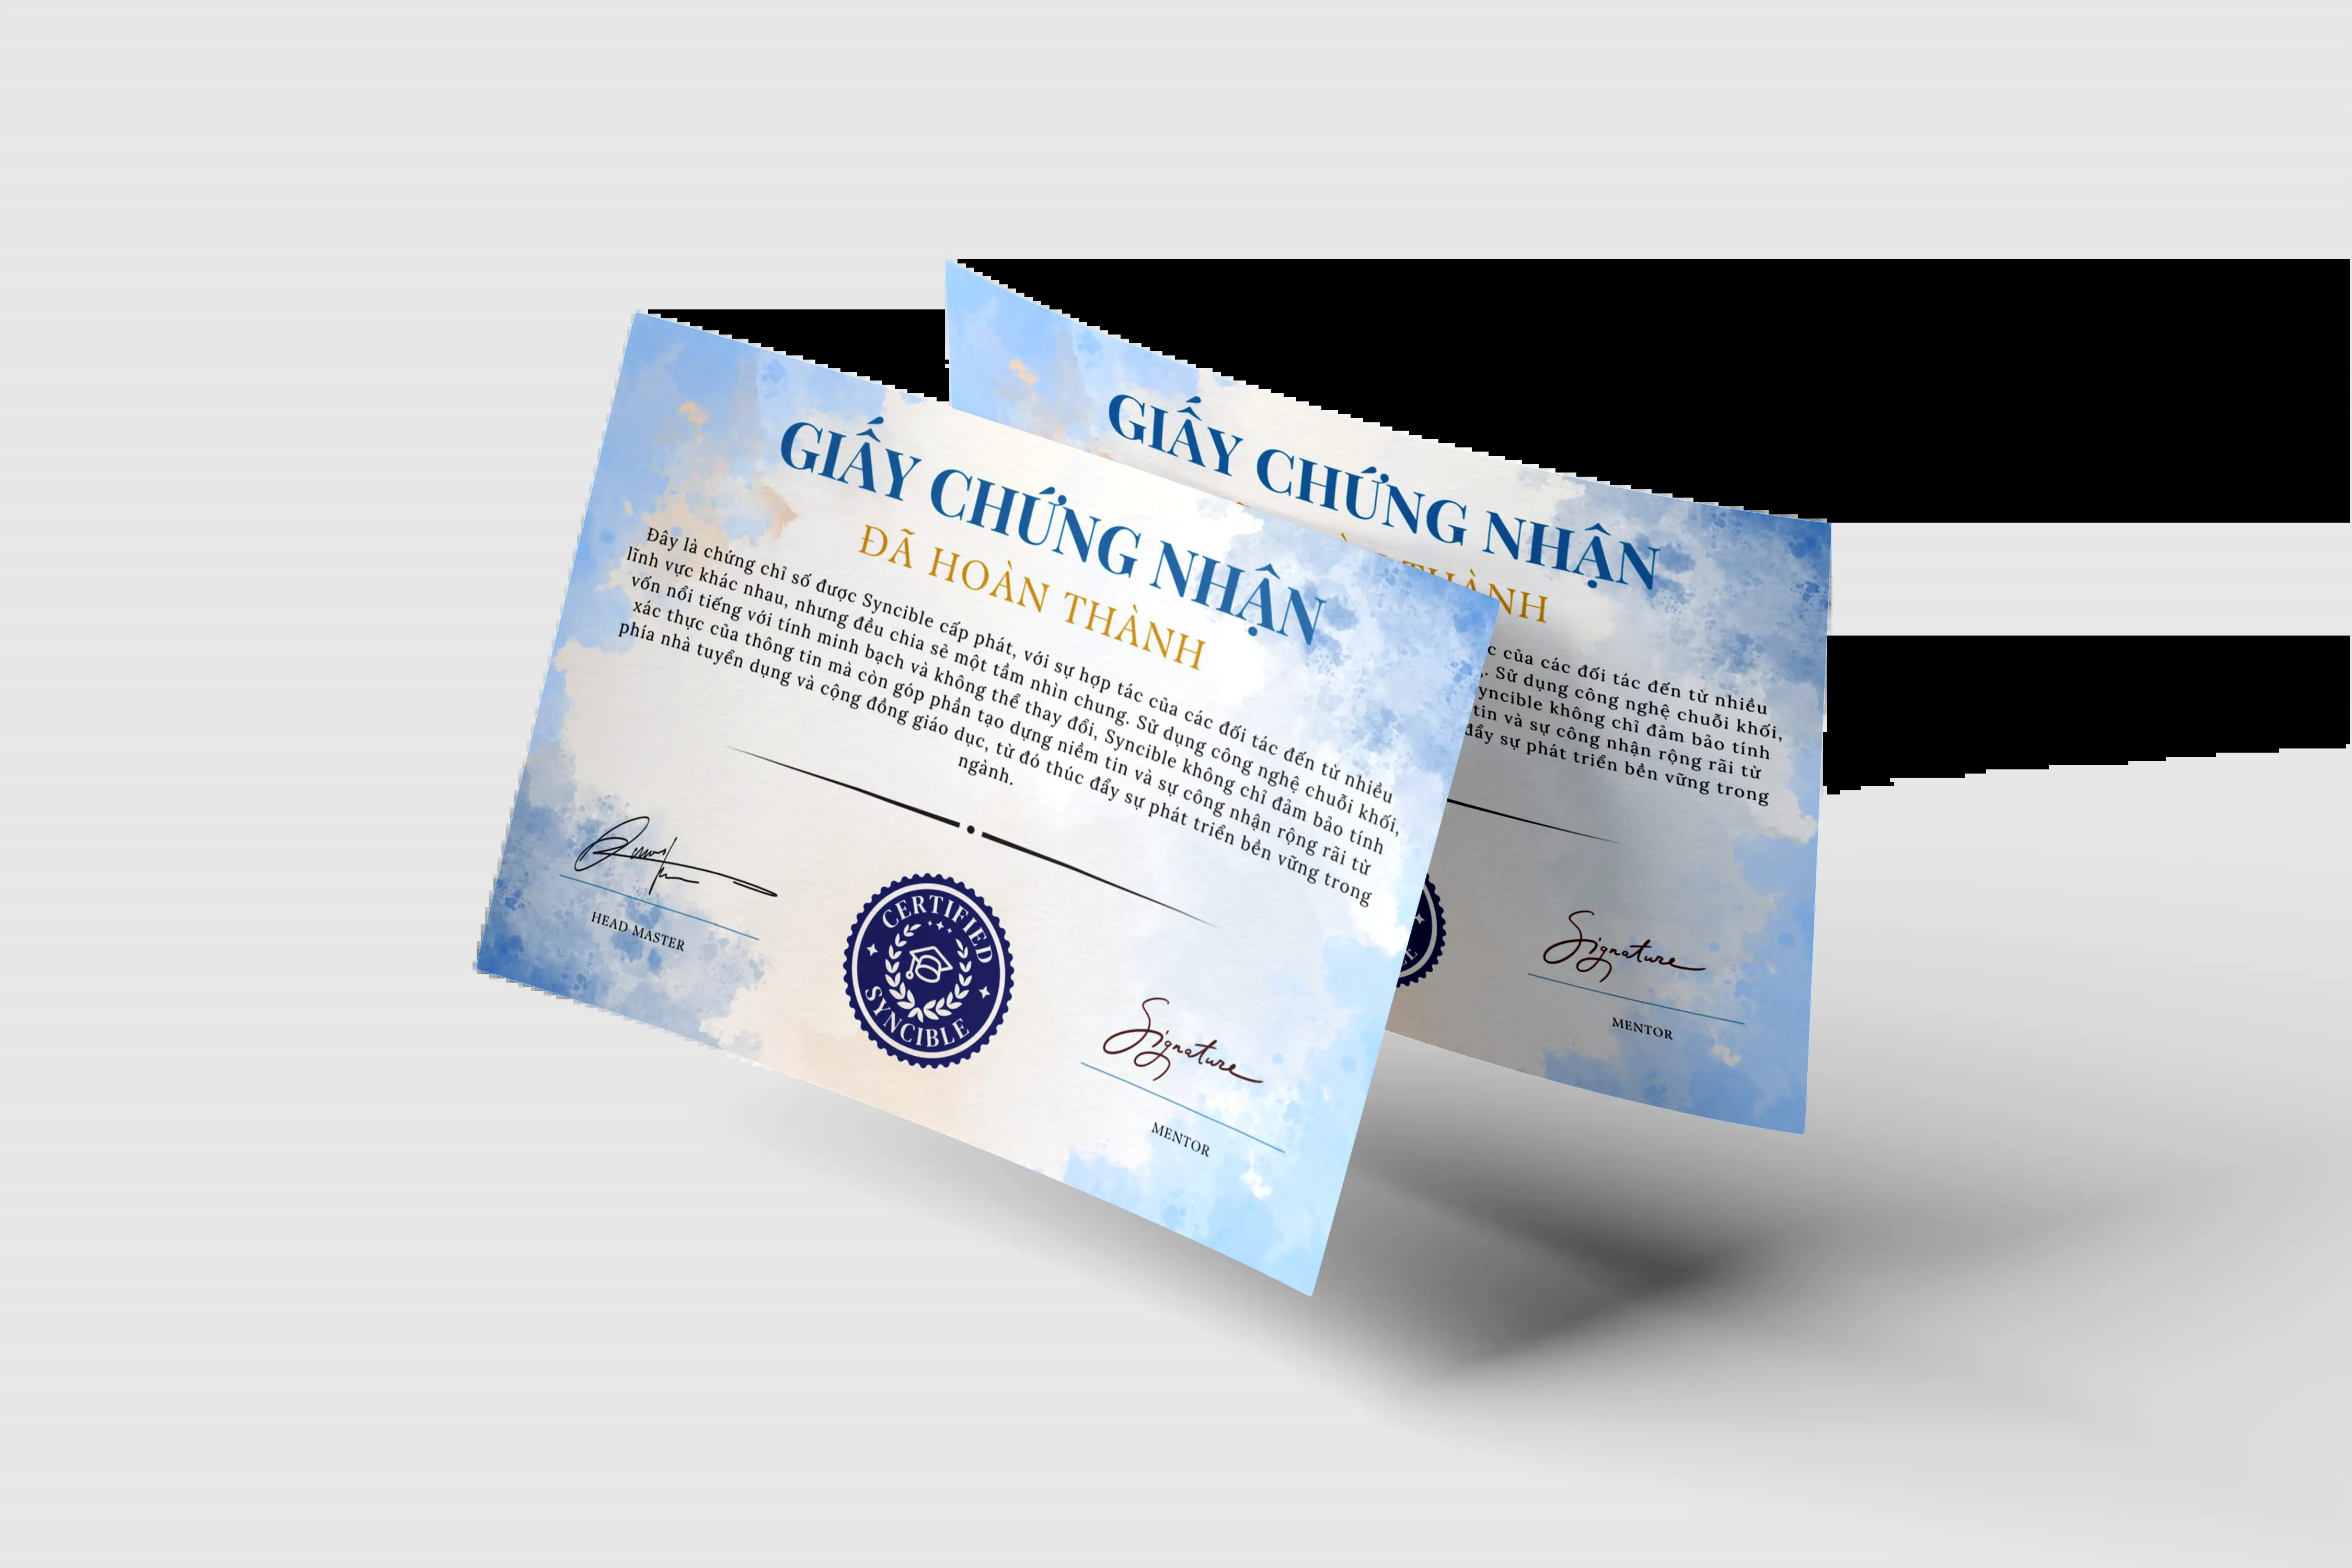 GIẤY CHỨNG NHẬN
ĐÃ HOÀN THÀNH
Đây là chứng chỉ số được Syncible cấp phát, với sự hợp tác của các đối tác đến từ nhiều
lĩnh vực khác nhau, nhưng đều chia sẻ một tầm nhìn chung. Sử dụng công nghệ chuỗi khối,
vốn nổi tiếng với tính minh bạch và không thể thay đổi, Syncible không chỉ đảm bảo tính
xác thực của thông tin mà còn góp phần tạo dựng niềm tin và sự công nhận rộng rãi từ
phía nhà tuyển dụng và cộng đồng giáo dục, từ đó thúc đẩy sự phát triển bền vững trong
ngành.
HEAD MASTER
CERTIFIED
SYNCIBLE
Signature
MENTOR
GIẤY CHỨNG NHẬN
THÀNH
của các đối tác đến từ nhiều
Sử dụng công nghệ chuỗi khối,
yncible không chỉ đảm bảo tính
tin và sự công nhận rộng rãi từ
đẩy sự phát triển bền vững trong
Signature
MENTOR